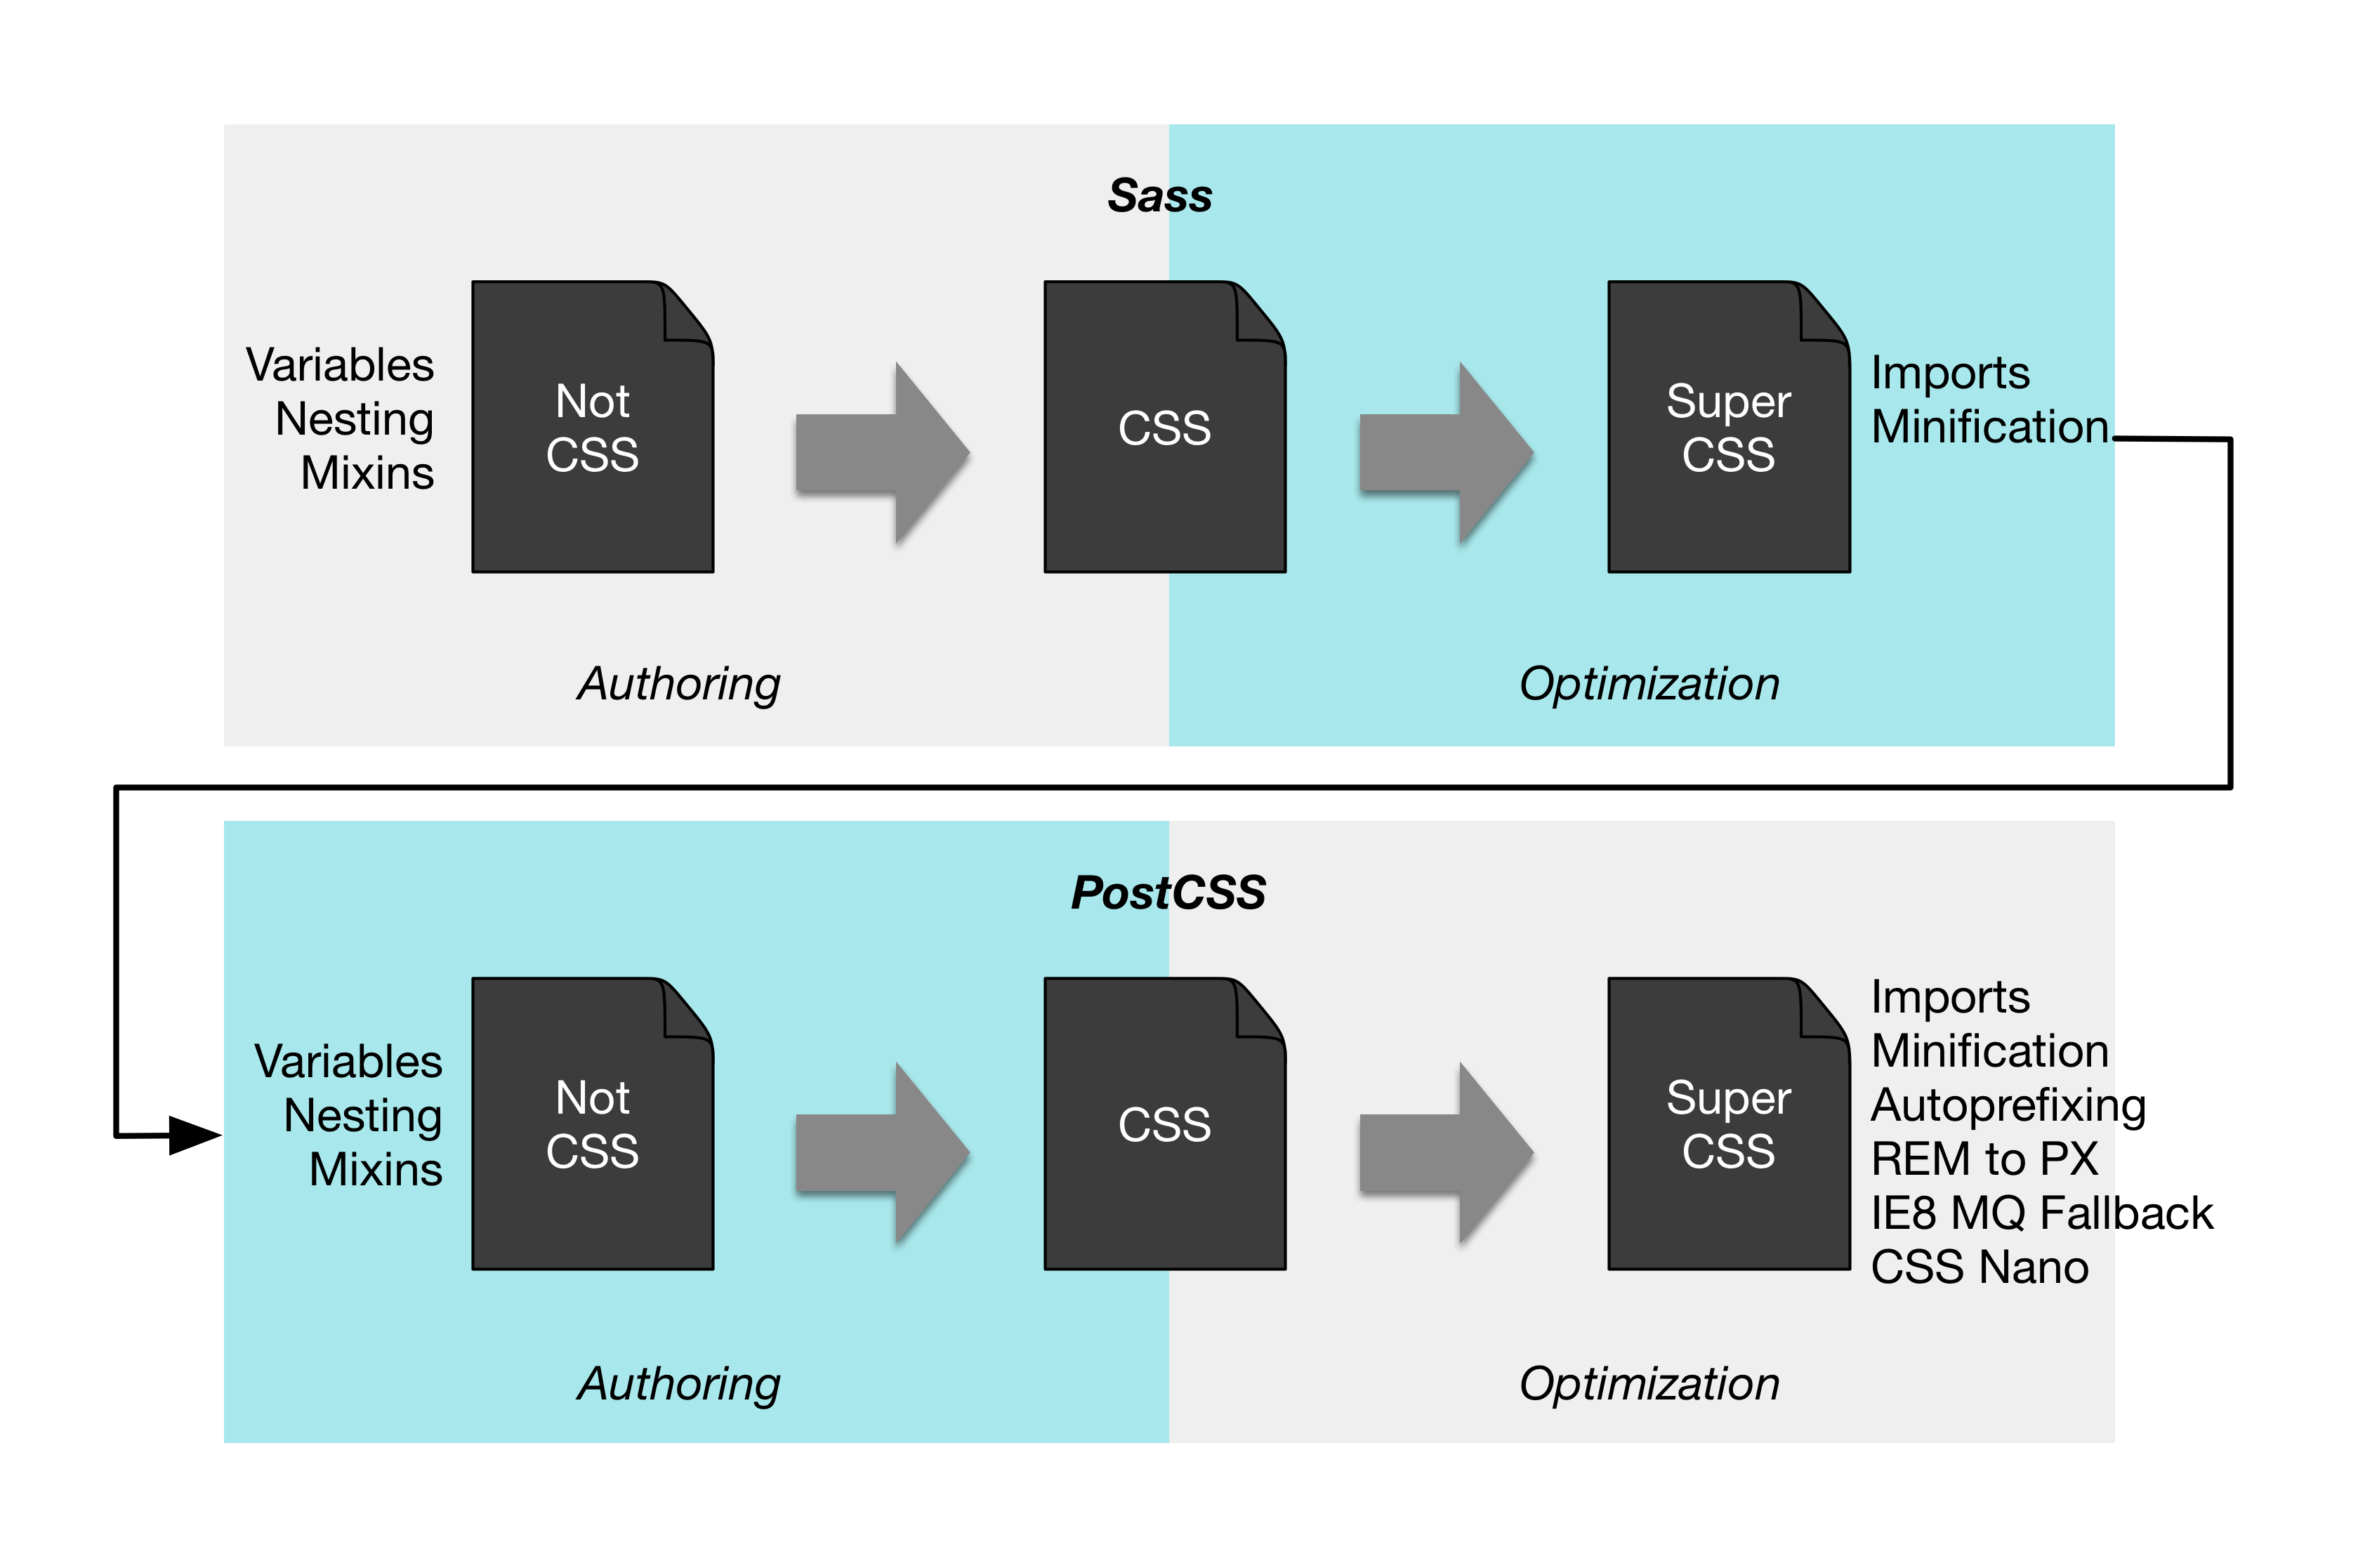 Sass
Variables
Nesting
Mixins
Not
CSS
CSS
Super
CSS
Imports
Minification
Authoring
Optimization
PostCSS
Variables
Nesting
Mixins
Not
CSS
CSS
Super
CSS
Imports
Minification
Autoprefixing
REM to PX
IE8 MQ Fallback
CSS Nano
Authoring
Optimization